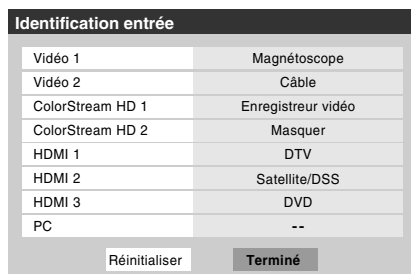 Identification entrée
Vidéo 1 Magnétoscope
Vidéo 2 Câble
ColorStream HD 1 Enregistreur vidéo
ColorStream HD 2 Masquer
HDMI 1 DTV
HDMI 2 Satellite/DSS
HDMI 3 DVD
PC --
Réinitialiser Terminé